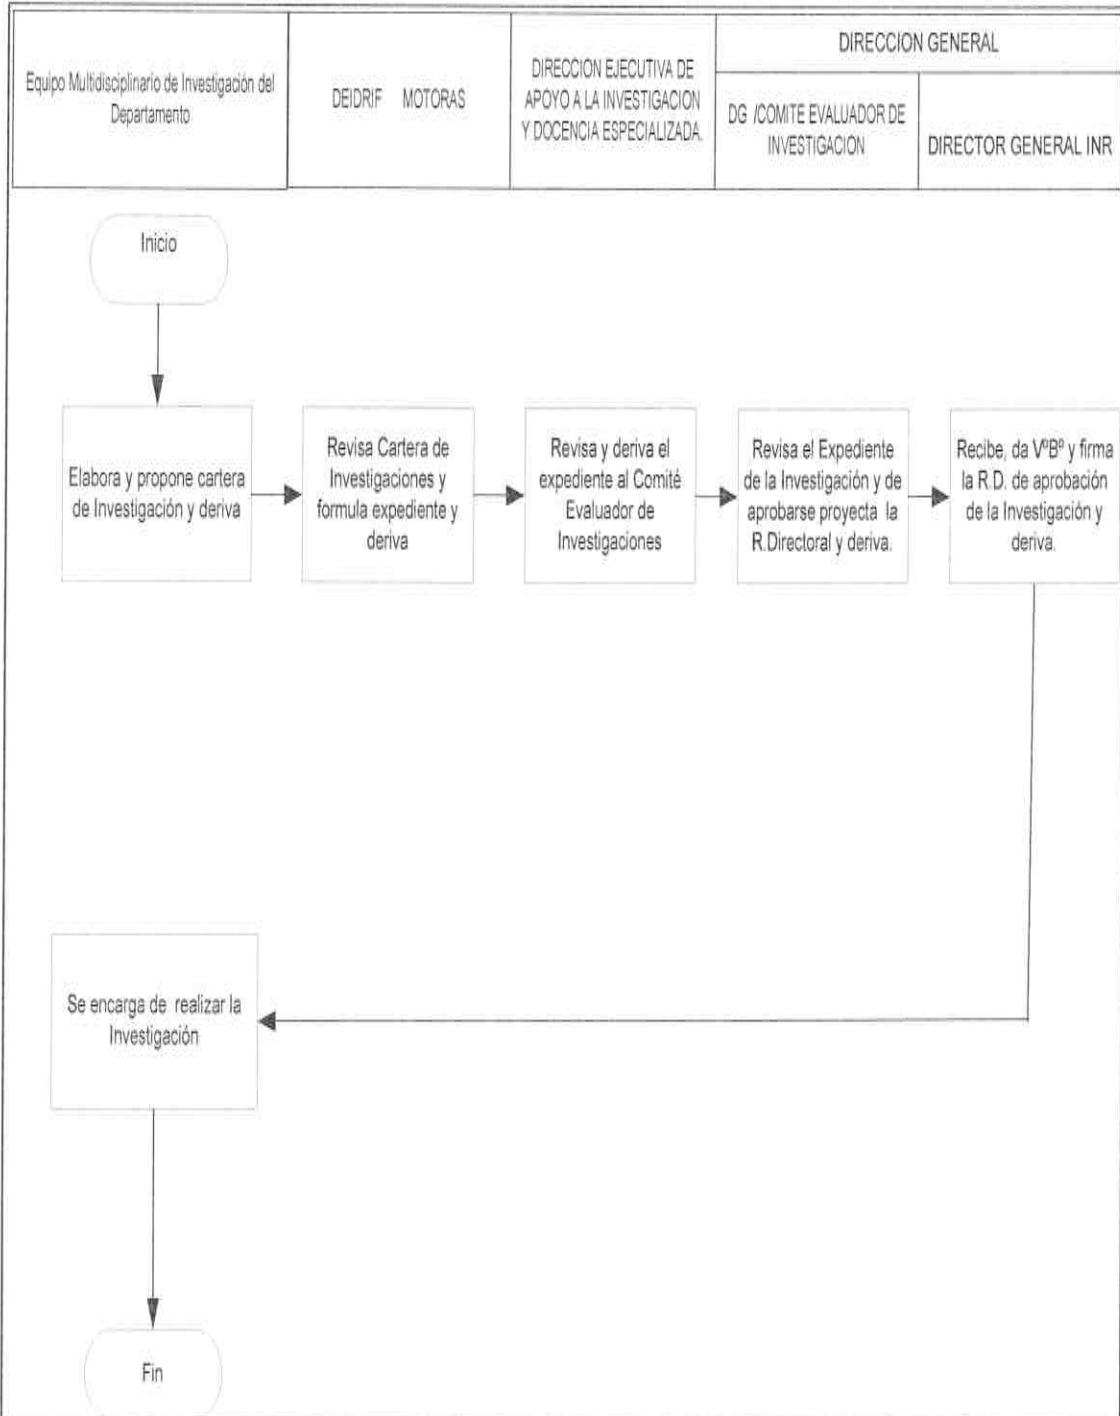 Equipo Multidisciplinario de Investigación del
Departamento
DEIDRIF MOTORAS
DIRECCION EJECUTIVA DE
APOYO A LA INVESTIGACION
Y DOCENCIA ESPECIALIZADA.
DIRECCION GENERAL
DG /COMITE EVALUADOR DE
INVESTIGACION
DIRECTOR GENERAL INR
Inicio
Elabora y propone cartera
de Investigación y deriva
Revisa Cartera de
Investigaciones y
formula expediente y
deriva
Revisa y deriva el
expediente al Comité
Evaluador de
Investigaciones
Revisa el Expediente
de la Investigación y de
aprobarse proyecta la
R.Directoral y deriva.
Recibe, da VºBº y firma
la R.D. de aprobación
de la Investigación y
deriva.
Se encarga de realizar la
Investigación
Fin